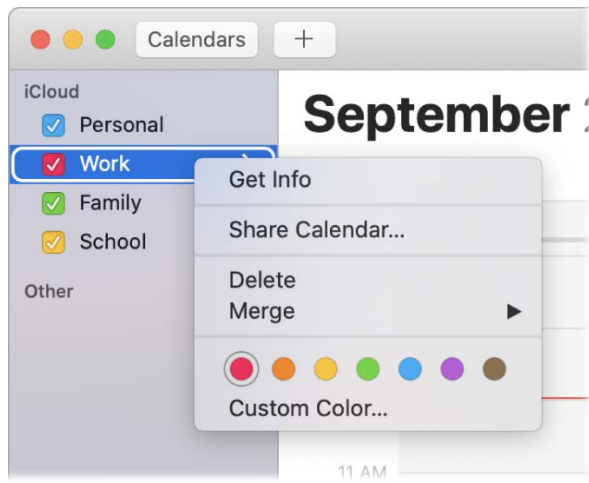 Calendars +
iCloud
Personal
Work
Family
School
Other
September
Get Info
Share Calendar...
Delete
Merge
Custom Color...
11 AM